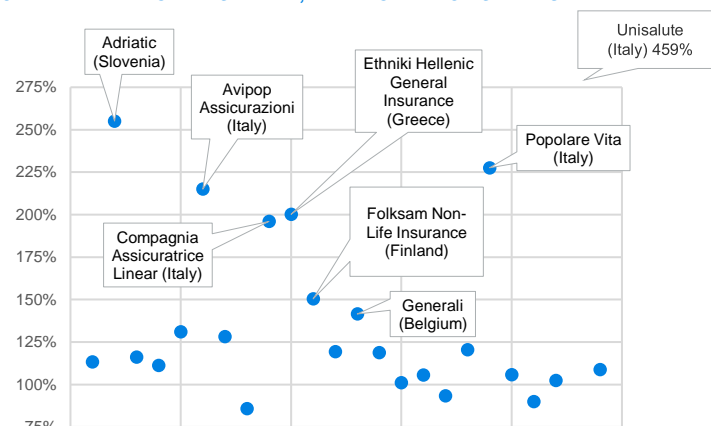 Adriatic
(Slovenia)
Avipop
Assicurazioni
(Italy)
Ethniki Hellenic
General
Insurance
(Greece)
Unisalute
(Italy) 459%
Popolare Vita
(Italy)
Compagnia
Assicuratrice
Linear (Italy)
Folksam Non-
Life Insurance
(Finland)
Generali
(Belgium)
275%
250%
225%
200%
175%
150%
125%
100%
75%